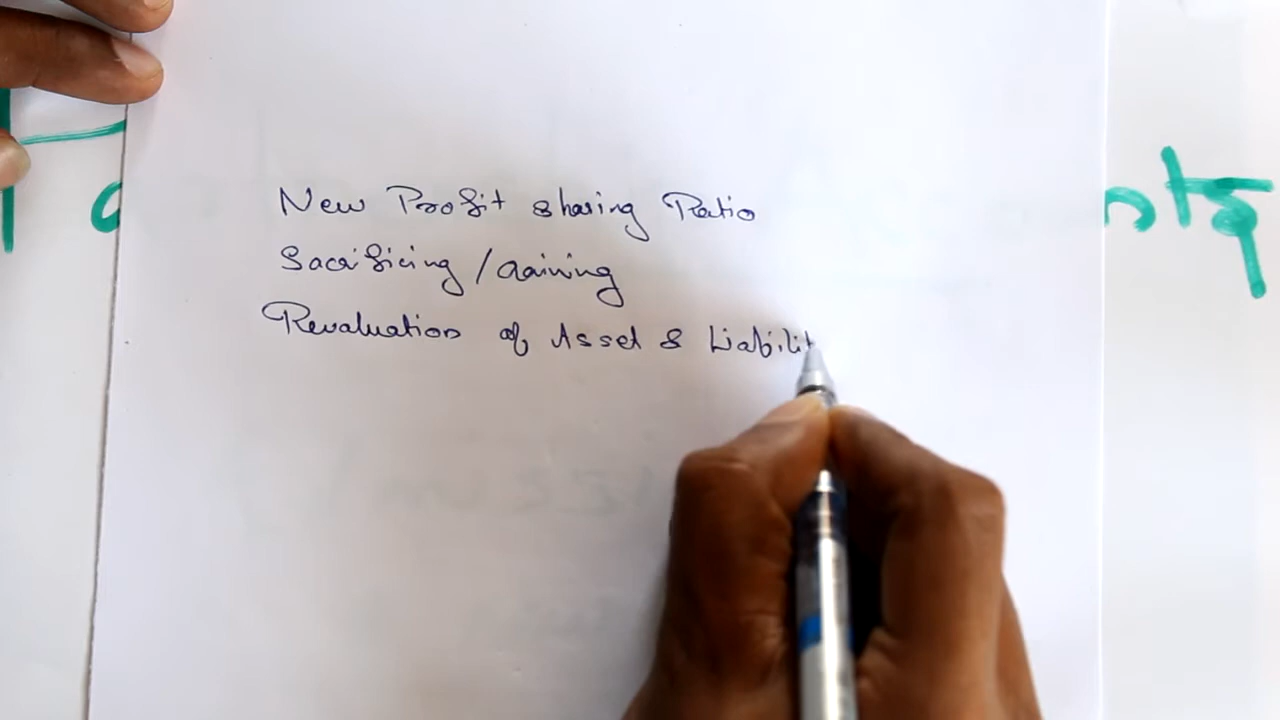 New Profit sharing Ratio
Sacrificing / Gaining
Revaluation of Asset & Liabilit